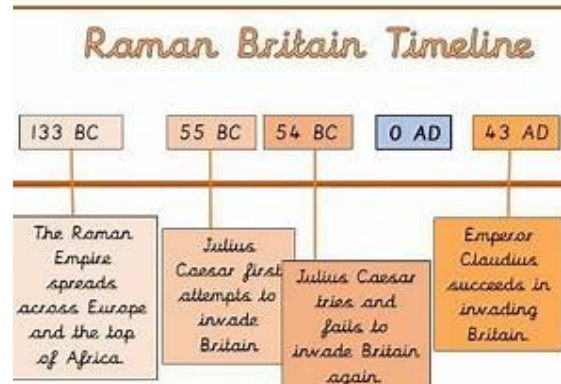 Roman Britain Timeline
133 BC
55 BC
54 BC
0 AD
43 AD
The Roman
Empire
spreads
across Europe
and the top
of Africa.
Julius
Caesar first
attempts to
invade
Britain
Julius Caesar
tries and
fails to
invade Britain
again.
Emperor
Claudius
succeeds in
invading
Britain.